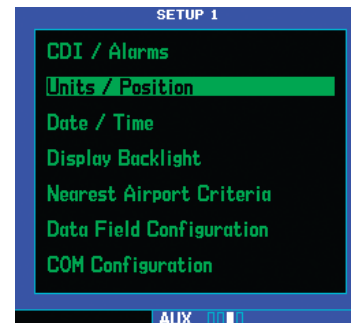 SETUP 1
CDI / Alarms
Units / Position
Date / Time
Display Backlight
Nearest Airport Criteria
Data Field Configuration
COM Configuration
AUX